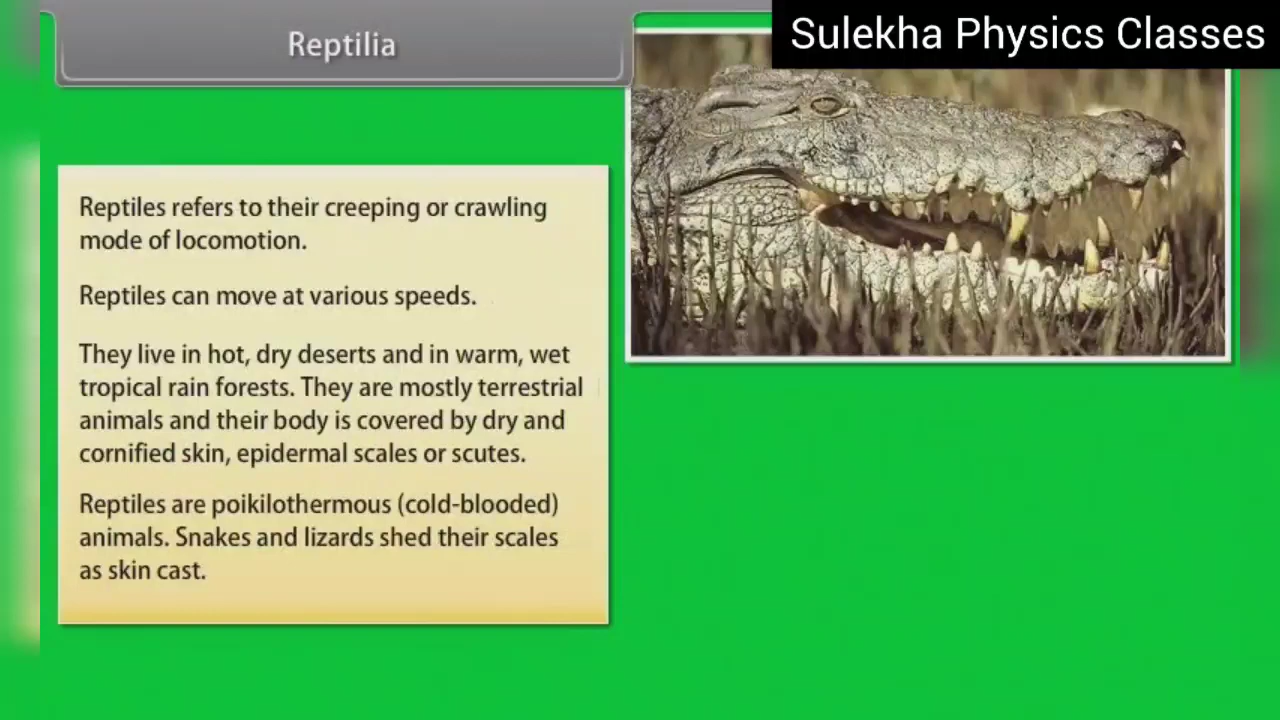 Reptilia
Sulekha Physics Classes
Reptiles refers to their creeping or crawling
mode of locomotion.
Reptiles can move at various speeds.
They live in hot, dry deserts and in warm, wet
tropical rain forests. They are mostly terrestrial
animals and their body is covered by dry and
cornified skin, epidermal scales or scutes.
Reptiles are poikilothermous (cold-blooded)
animals. Snakes and lizards shed their scales
as skin cast.